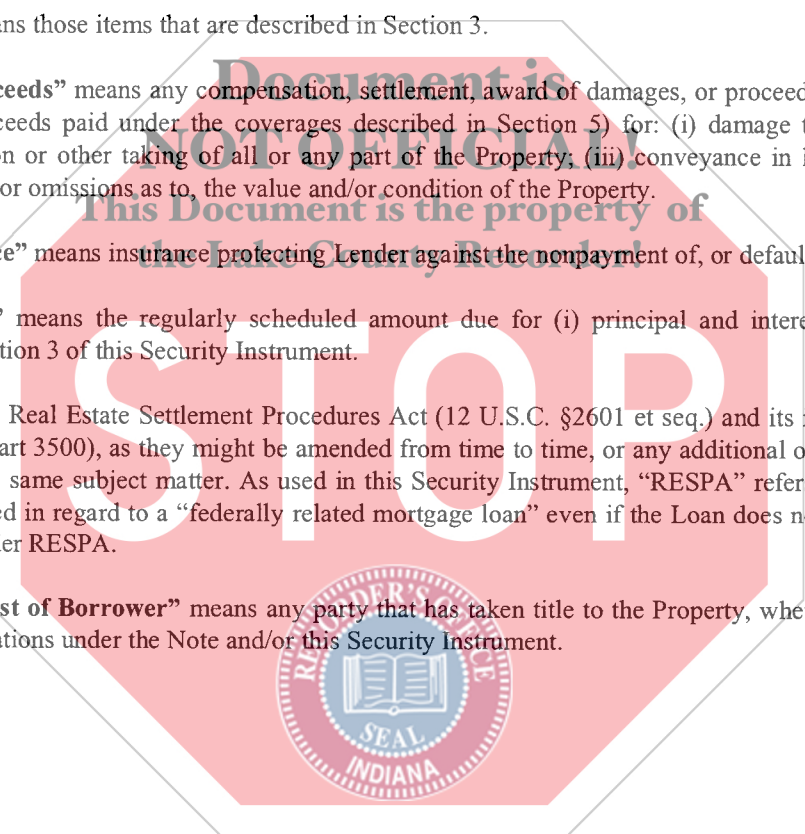 ns those items that are described in Section 3.
Document is
ceeds” means any compensation, settlement, award of damages, or proceed
ceeds paid under the coverages described in Section 5) for: (i) damage t
NOT OFFICIAL!
n or other taking of all or any part of the Property; (iii) conveyance in
or omissions as to, the value and/or condition of the Property.
This Document is the property of
the Lake County Recorder!
ce” means insurance protecting Lender against the nonpayment of, or defaul
” means the regularly scheduled amount due for (i) principal and intere
tion 3 of this Security Instrument.
STOP
Real Estate Settlement Procedures Act (12 U.S.C. §2601 et seq.) and its
art 3500), as they might be amended from time to time, or any additional o
same subject matter. As used in this Security Instrument, “RESPA” refer
ed in regard to a “federally related mortgage loan” even if the Loan does n
er RESPA.
st of Borrower” means any party that has taken title to the Property, whe
ations under the Note and/or this Security Instrument.
RECORDER'S OFFICE
SEAL
INDIANA